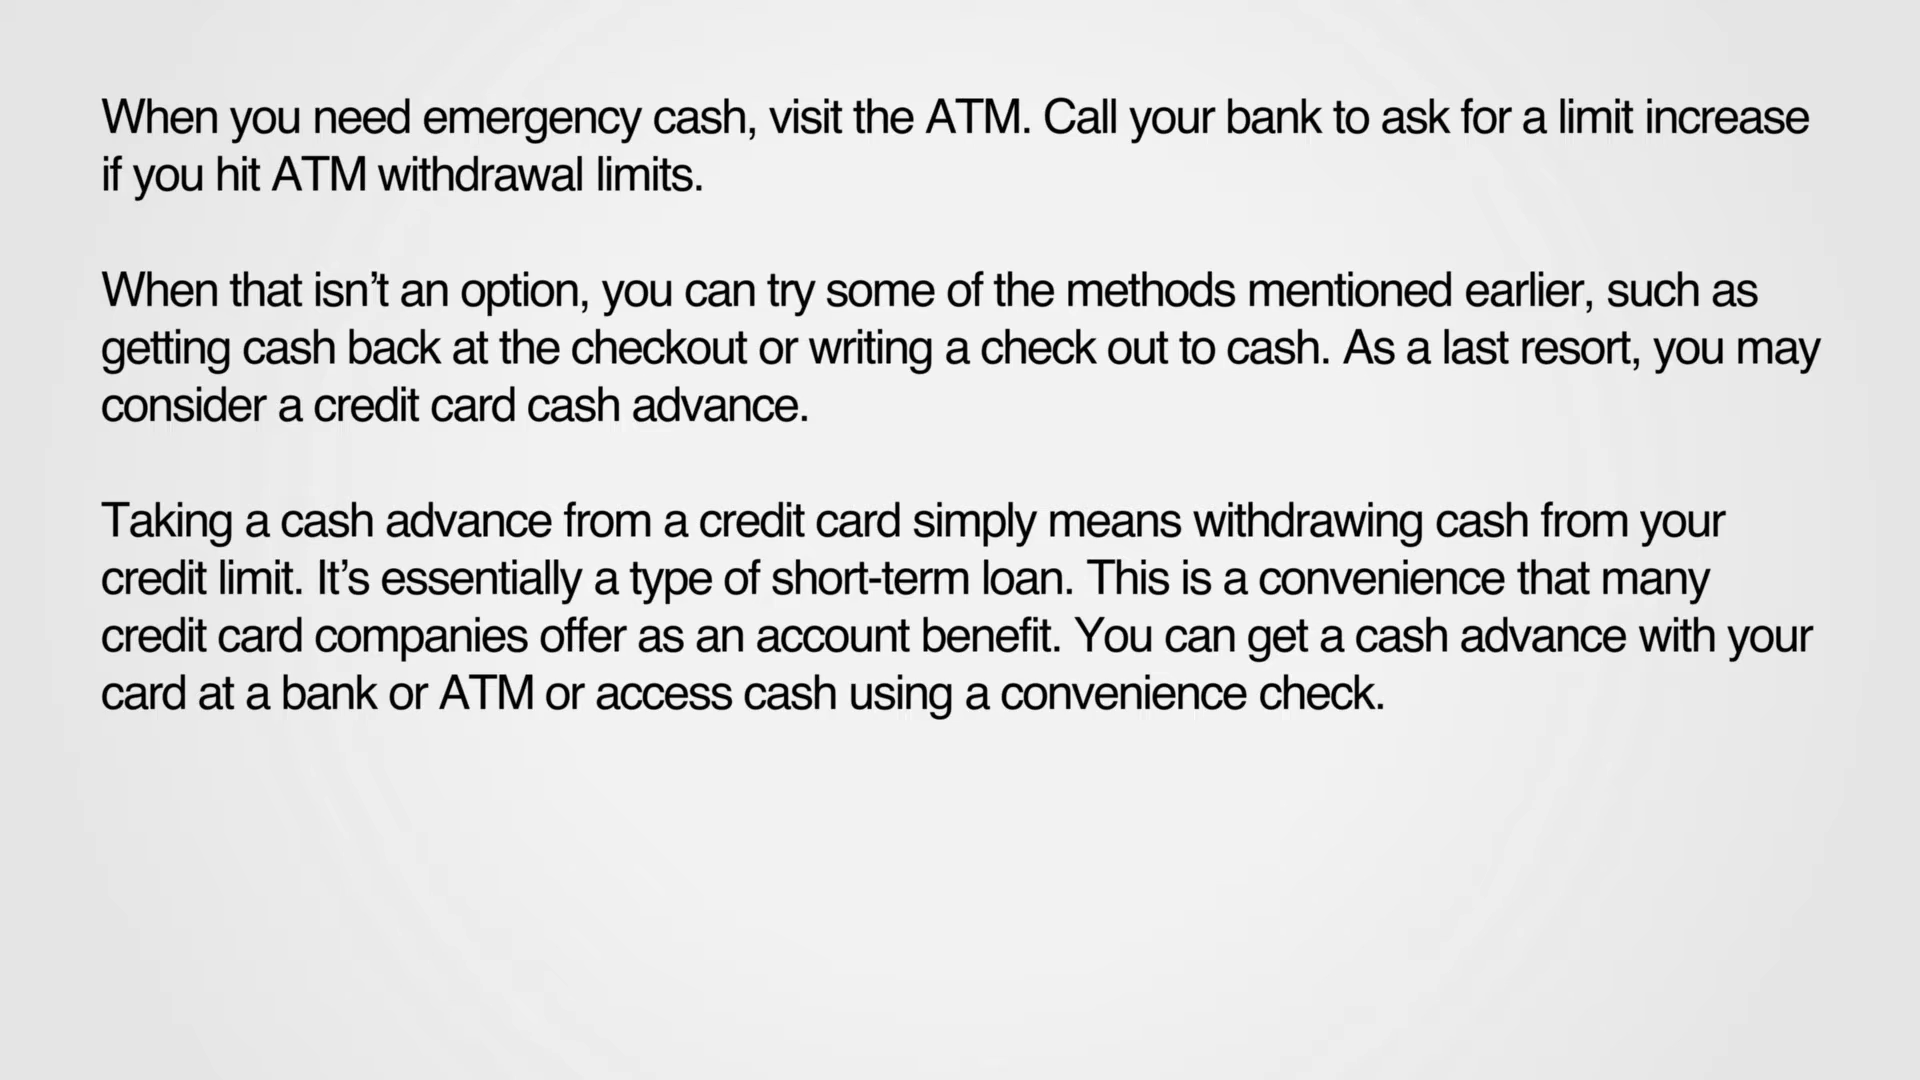 When you need emergency cash, visit the ATM. Call your bank to ask for a limit increase
if you hit ATM withdrawal limits.
When that isn’t an option, you can try some of the methods mentioned earlier, such as
getting cash back at the checkout or writing a check out to cash. As a last resort, you may
consider a credit card cash advance.
Taking a cash advance from a credit card simply means withdrawing cash from your
credit limit. It’s essentially a type of short-term loan. This is a convenience that many
credit card companies offer as an account benefit. You can get a cash advance with your
card at a bank or ATM or access cash using a convenience check.